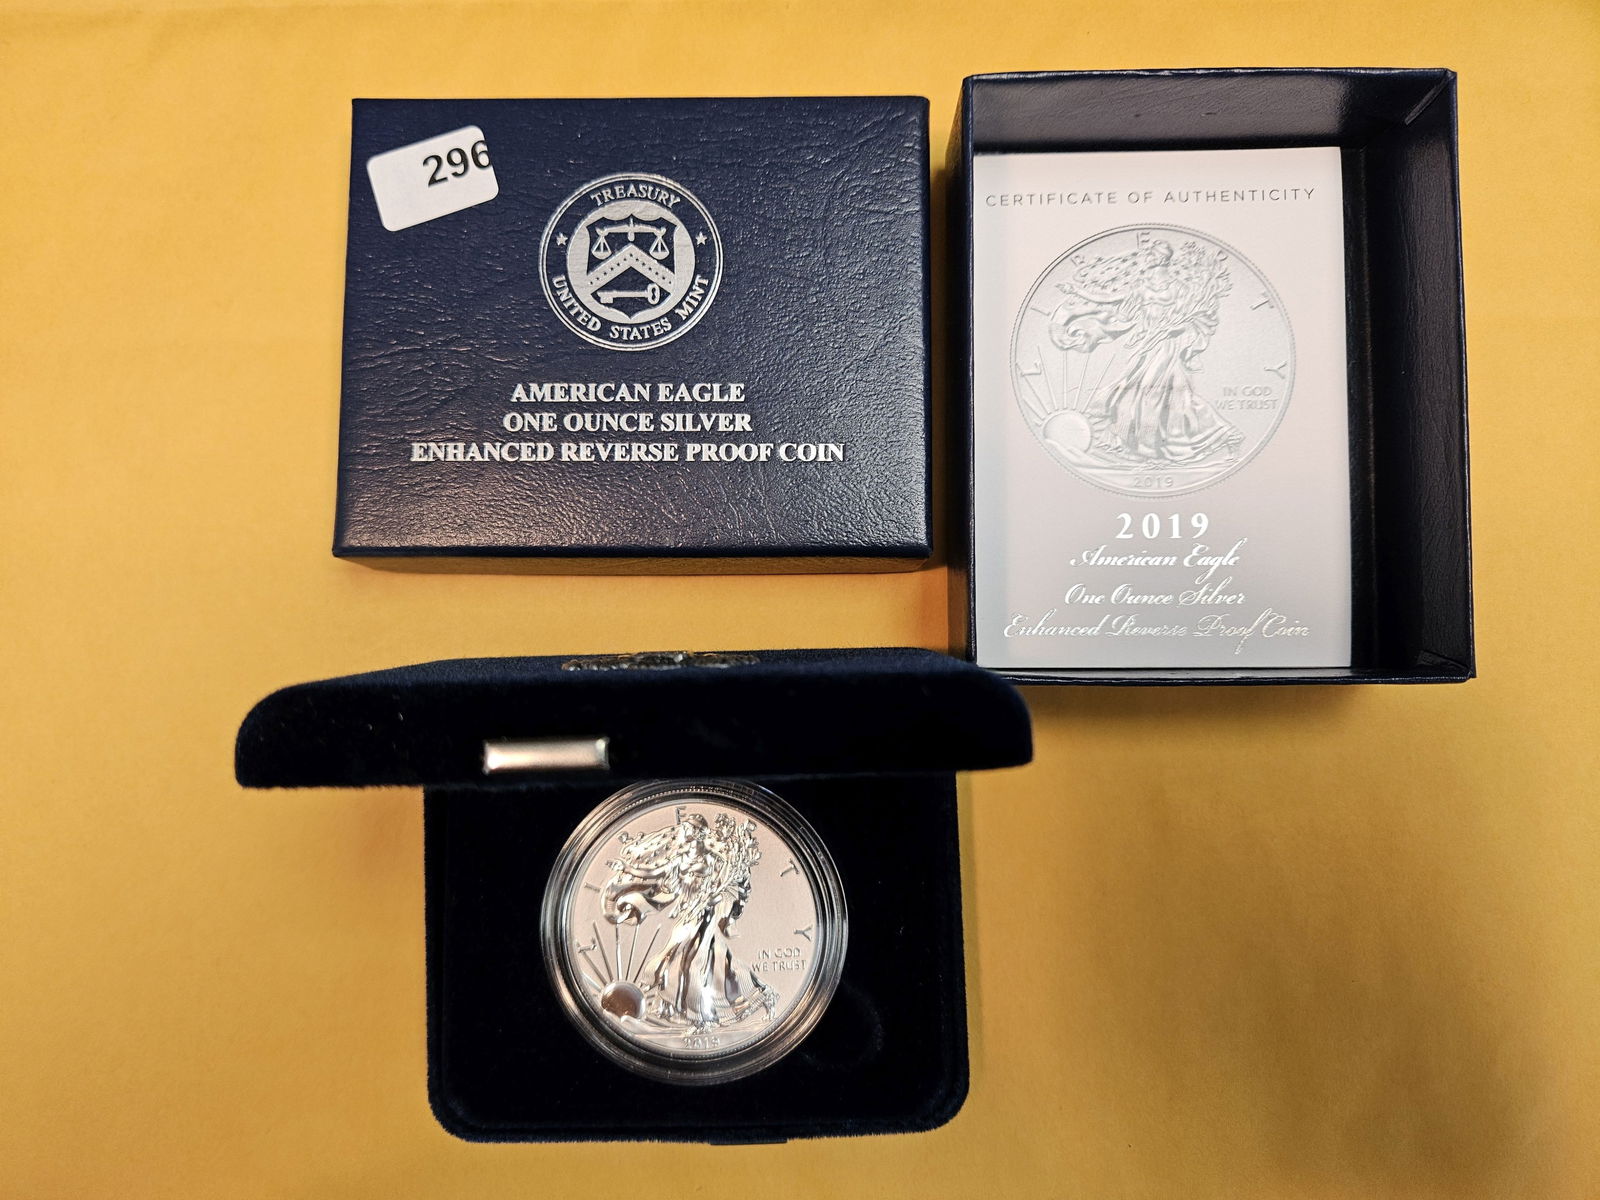 296
TREASURY
UNITED STATES MINT
AMERICAN EAGLE
ONE OUNCE SILVER
ENHANCED REVERSE PROOF COIN
CERTIFICATE OF AUTHENTICITY
LIBERTY
IN GOD
WE TRUST
2019
2019
American Eagle
One Ounce Silver
Enhanced Reverse Proof Coin
LIBERTY
IN GOD
WE TRUST
2019